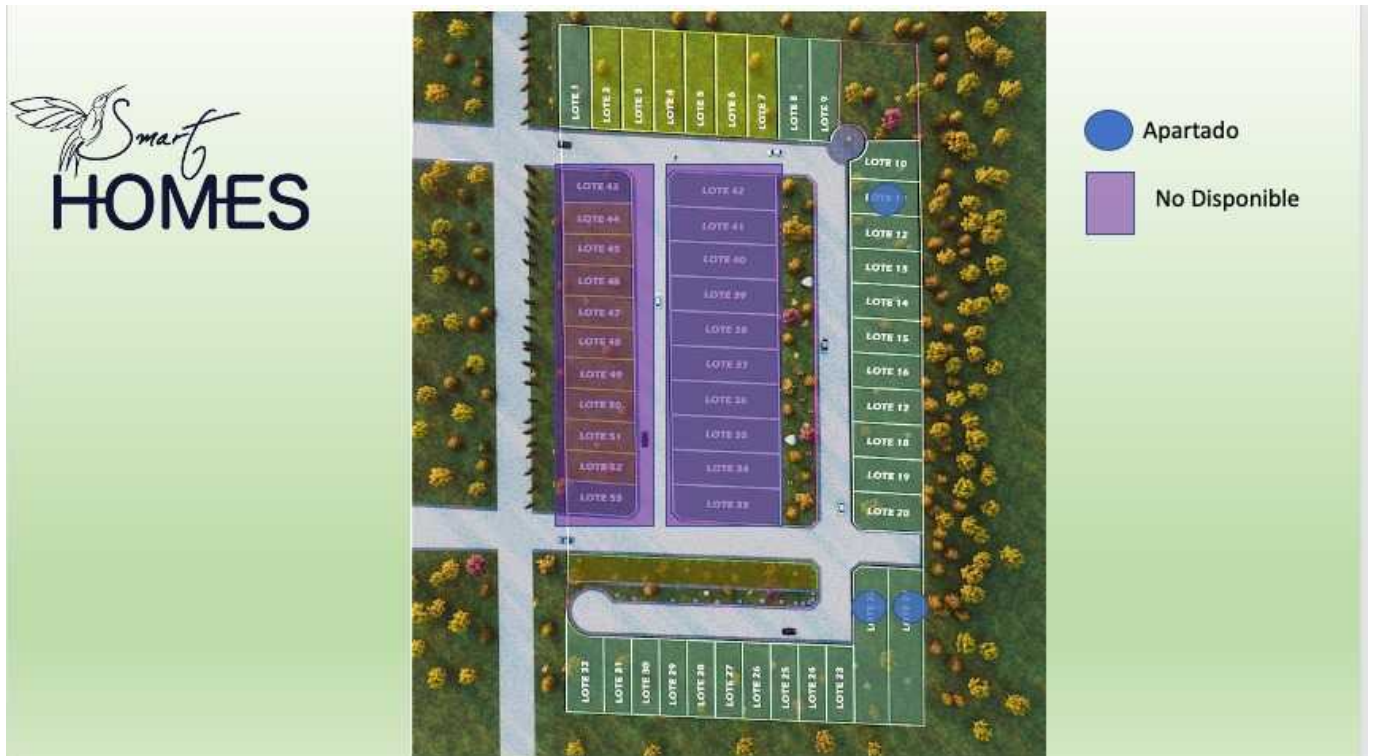 Smart
HOMES
Apartado
No Disponible
LOTE 1
LOTE 2
LOTE 3
LOTE 4
LOTE 5
LOTE 6
LOTE 7
LOTE 8
LOTE 9
LOTE 10
LOTE 12
LOTE 13
LOTE 14
LOTE 15
LOTE 16
LOTE 17
LOTE 18
LOTE 19
LOTE 20
LOTE 43
LOTE 44
LOTE 45
LOTE 46
LOTE 47
LOTE 48
LOTE 49
LOTE 50
LOTE 51
LOTE 52
LOTE 53
LOTE 42
LOTE 41
LOTE 40
LOTE 39
LOTE 38
LOTE 37
LOTE 36
LOTE 35
LOTE 34
LOTE 33
LOTE 32
LOTE 31
LOTE 30
LOTE 29
LOTE 28
LOTE 27
LOTE 26
LOTE 25
LOTE 24
LOTE 23